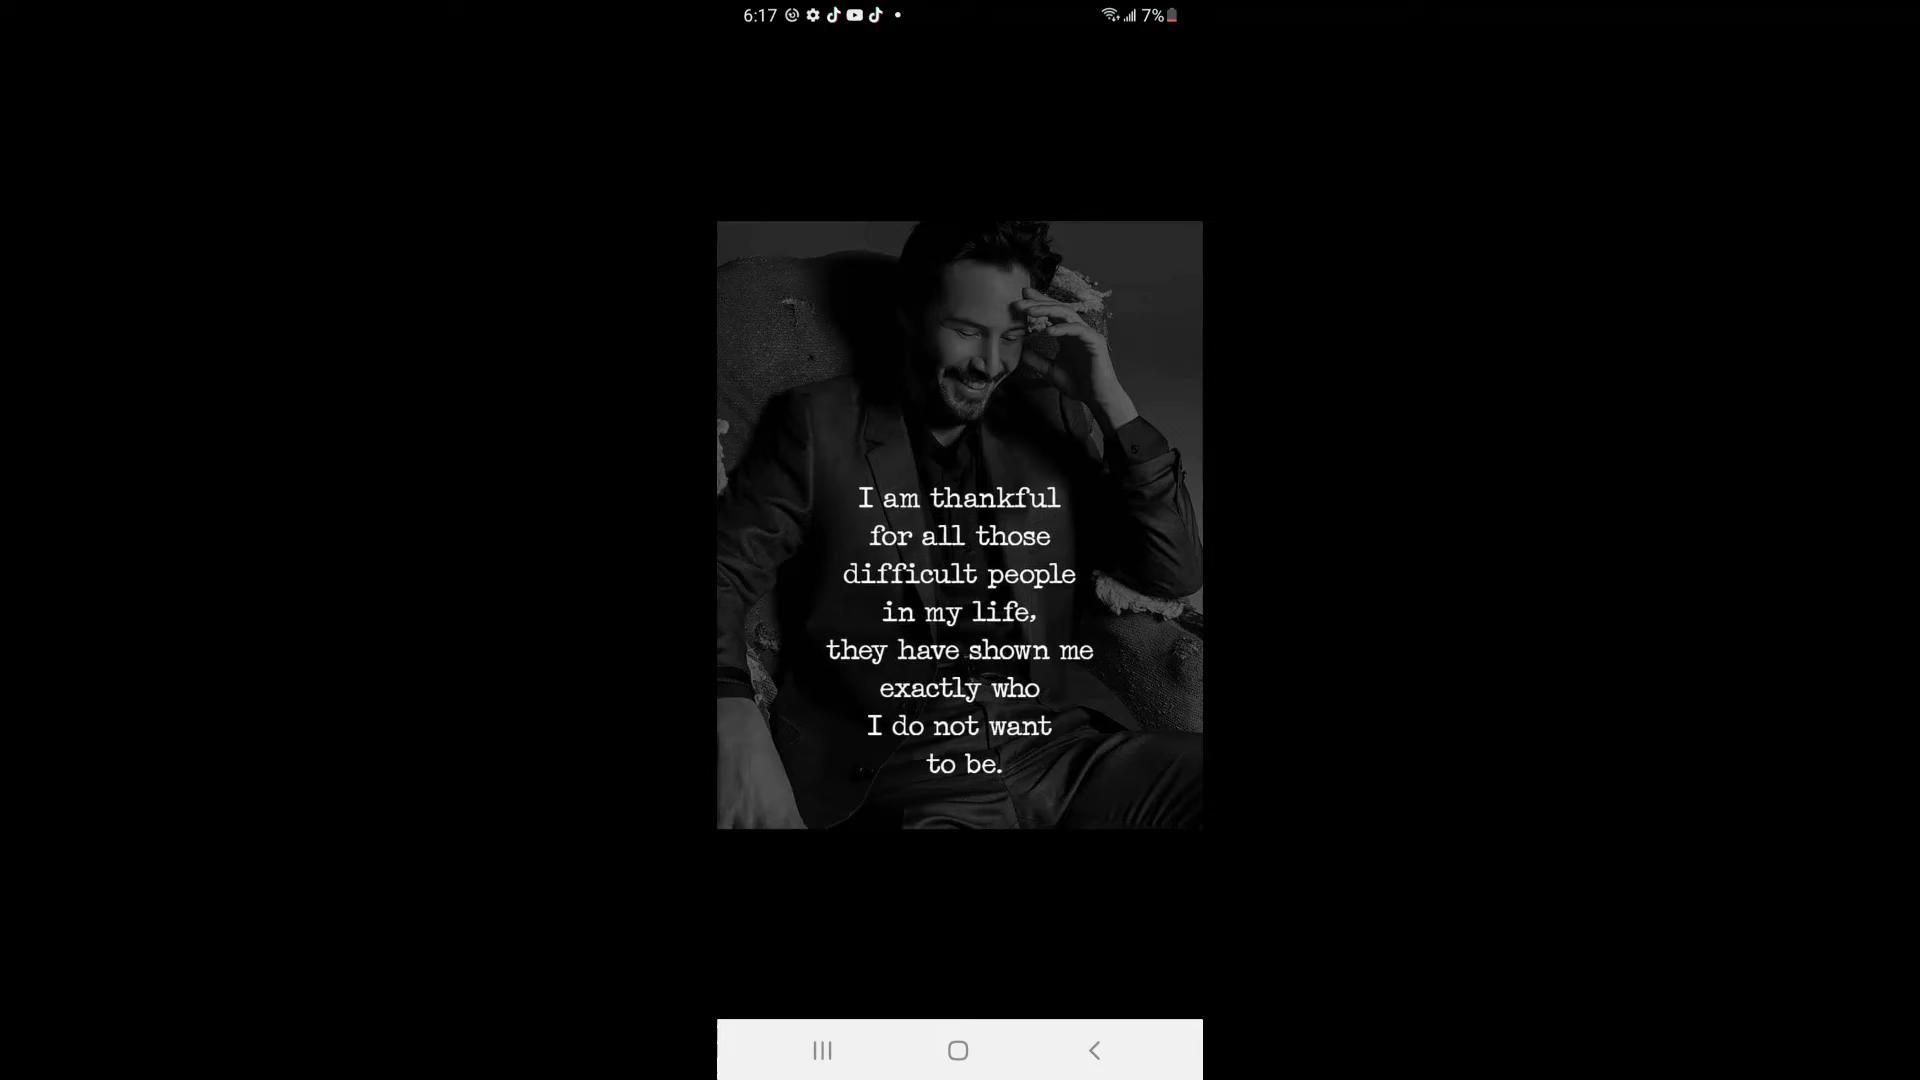 6:17 7%
I am thankful
for all those
difficult people
in my life,
they have shown me
exactly who
I do not want
to be.